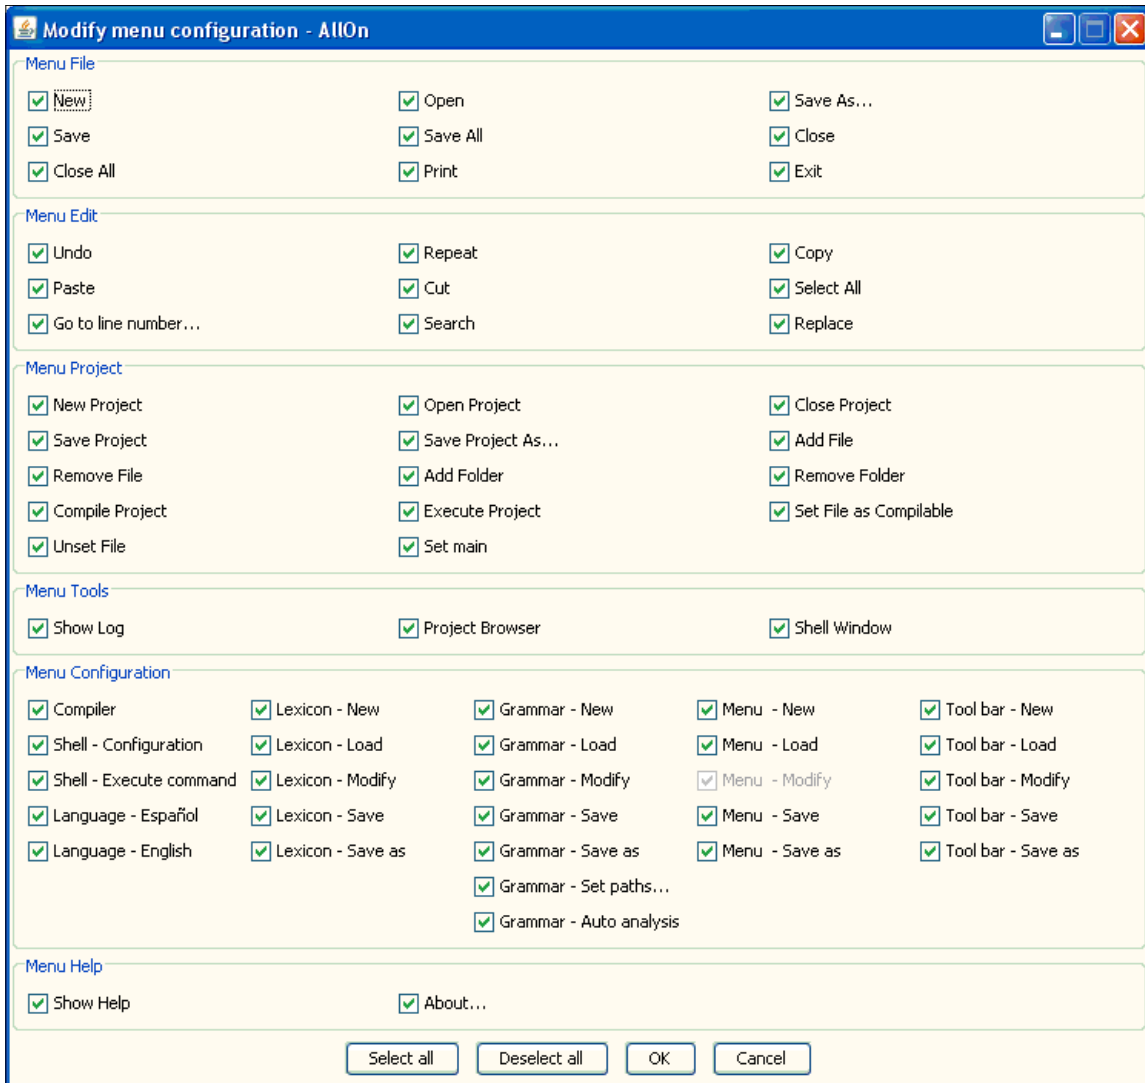 Modify menu configuration - AllOn
Menu File
New Open Save As...
Save Save All Close
Close All Print Exit
Menu Edit
Undo Repeat Copy
Paste Cut Select All
Go to line number... Search Replace
Menu Project
New Project Open Project Close Project
Save Project Save Project As... Add File
Remove File Add Folder Remove Folder
Compile Project Execute Project Set File as Compilable
Unset File Set main
Menu Tools
Show Log Project Browser Shell Window
Menu Configuration
Compiler Lexicon - New Grammar - New Menu - New Tool bar - New
Shell - Configuration Lexicon - Load Grammar - Load Menu - Load Tool bar - Load
Shell - Execute command Lexicon - Modify Grammar - Modify Menu - Modify Tool bar - Modify
Language - Español Lexicon - Save Grammar - Save Menu - Save Tool bar - Save
Language - English Lexicon - Save as Grammar - Save as Menu - Save as Tool bar - Save as
Grammar - Set paths...
Grammar - Auto analysis
Menu Help
Show Help About...
Select all Deselect all OK Cancel